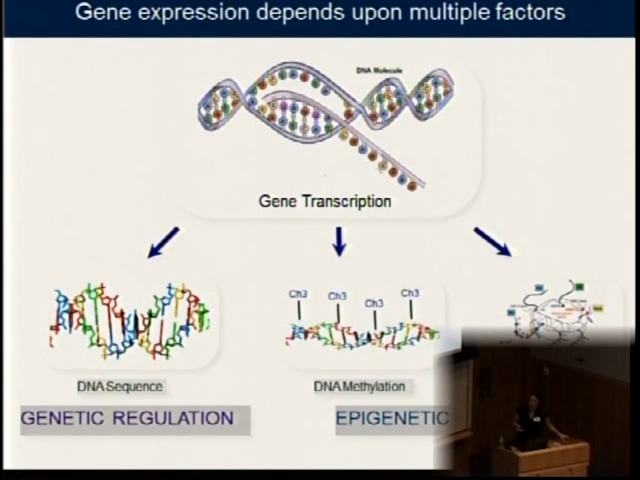 Gene expression depends upon multiple factors
DNA Molecule
Gene Transcription
Ch3
Ch3
Ch3
Ch3
DNA Sequence
DNA Methylation
GENETIC REGULATION
EPIGENETIC